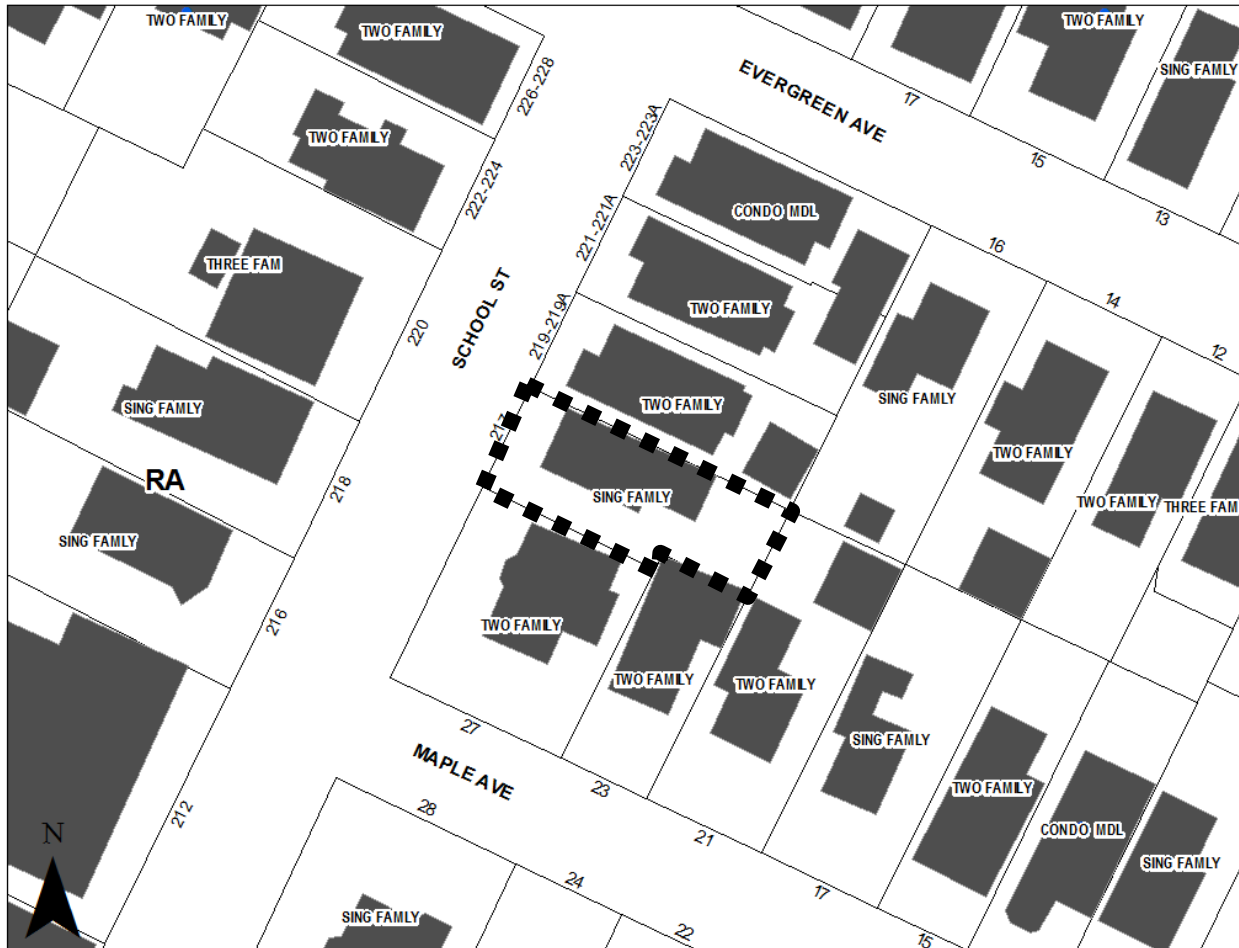 TWO FAMILY
TWO FAMILY
TWO FAMILY
SING FAMLY
226-228
EVERGREEN AVE
17
15
13
TWO FAMILY
223-223A
222-224
CONDO MDL
221-221A
16
14
12
THREE FAM
TWO FAMILY
SCHOOL ST
220
219-219A
SING FAMLY
SING FAMLY
TWO FAMILY
217
TWO FAMILY
RA
218
SING FAMLY
TWO FAMILY
THREE FAM
SING FAMLY
216
TWO FAMILY
TWO FAMILY
TWO FAMILY
SING FAMLY
27
MAPLE AVE
23
TWO FAMILY
212
28
21
CONDO MDL
N
SING FAMLY
24
17
SING FAMLY
22
15